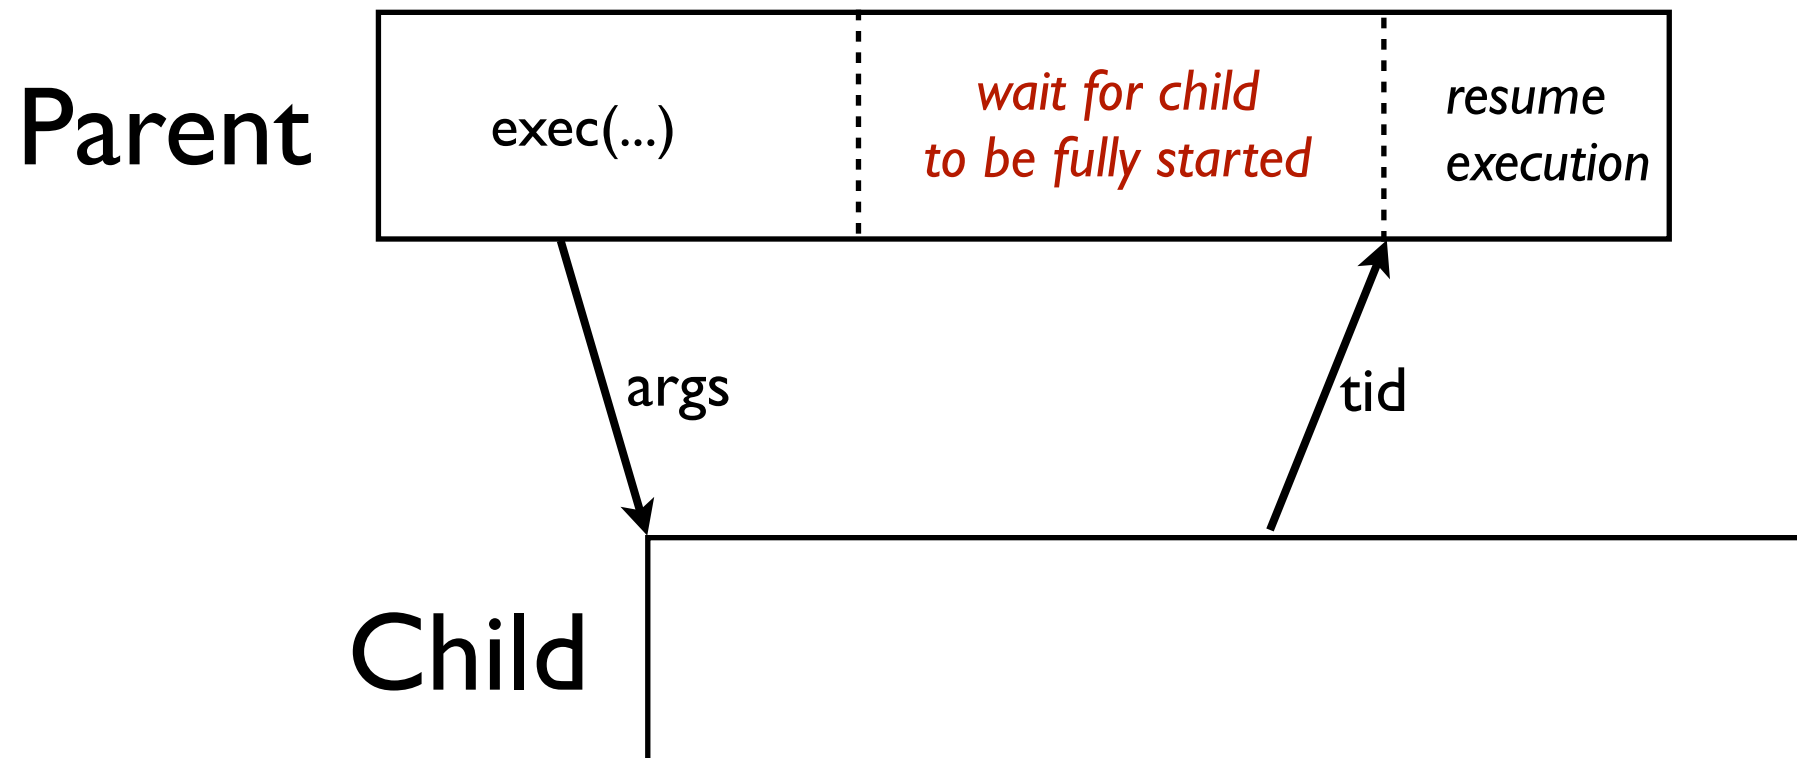 Parent
exec(...)
wait for child
to be fully started
resume
execution
args
tid
Child